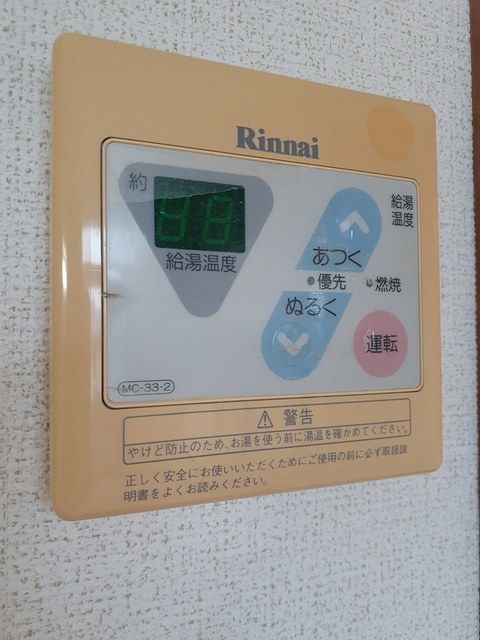 Rinnai
約
給湯温度
給湯
温度
あつく
優先
燃焼
ぬるく
運転
MC-33-2
警告
やけど防止のため、お湯を使う前に湯温を確かめてください。
正しく安全にお使いいただくためにご使用の前に必ず取扱説
明書をよくお読みください。